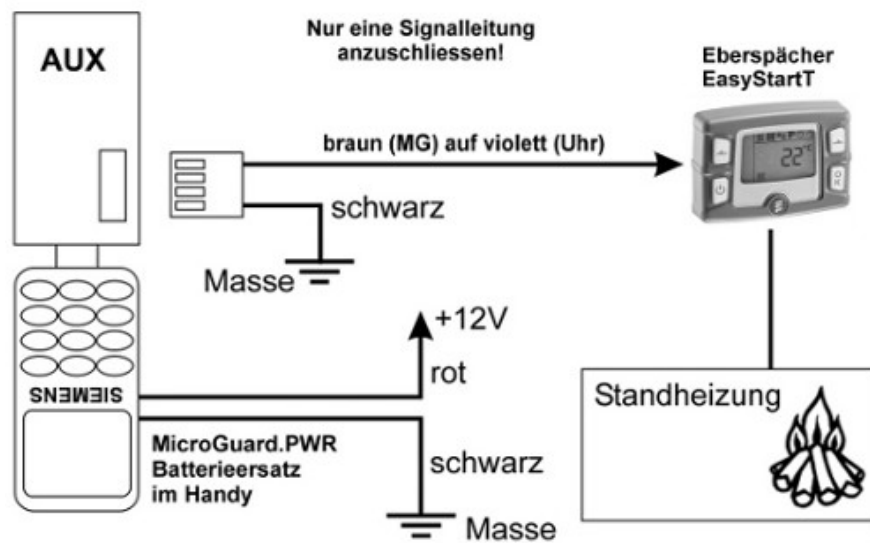 AUX
Nur eine Signalleitung
anzuschliessen!
Eberspächer
EasyStartT
braun (MG) auf violett (Uhr)
22°C
schwarz
Masse
+12V
rot
SIEMENS
MicroGuard.PWR
Batterieersatz
im Handy
schwarz
Masse
Standheizung